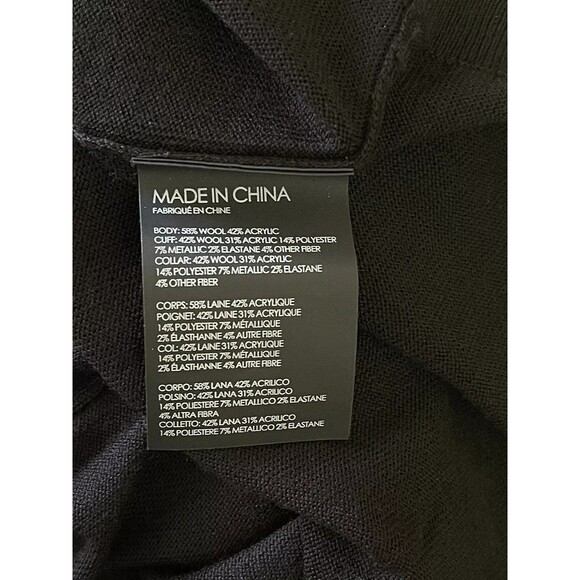 MADE IN CHINA
FABRIQUÉ EN CHINE
BODY: 58% WOOL 42% ACRYLIC
CUFF: 42% WOOL 31% ACRYLIC 14% POLYESTER
7% METALLIC 2% ELASTANE 4% OTHER FIBER
COLLAR: 42% WOOL 31% ACRYLIC
14% POLYESTER 7% METALLIC 2% ELASTANE
4% OTHER FIBER
CORPS: 58% LAINE 42% ACRYLIQUE
POIGNET: 42% LAINE 31% ACRYLIQUE
14% POLYESTER 7% MÉTALLIQUE
2% ÉLASTHANNE 4% AUTRE FIBRE
COL: 42% LAINE 31% ACRYLIQUE
14% POLYESTER 7% MÉTALLIQUE
2% ÉLASTHANNE 4% AUTRE FIBRE
CORPO: 58% LANA 42% ACRILICO
POLSINO: 42% LANA 31% ACRILICO
14% POLIESTERE 7% METALLICO 2% ELASTANE
4% ALTRA FIBRA
COLLETTO: 42% LANA 31% ACRILICO
14% POLIESTERE 7% METALLICO 2% ELASTANE